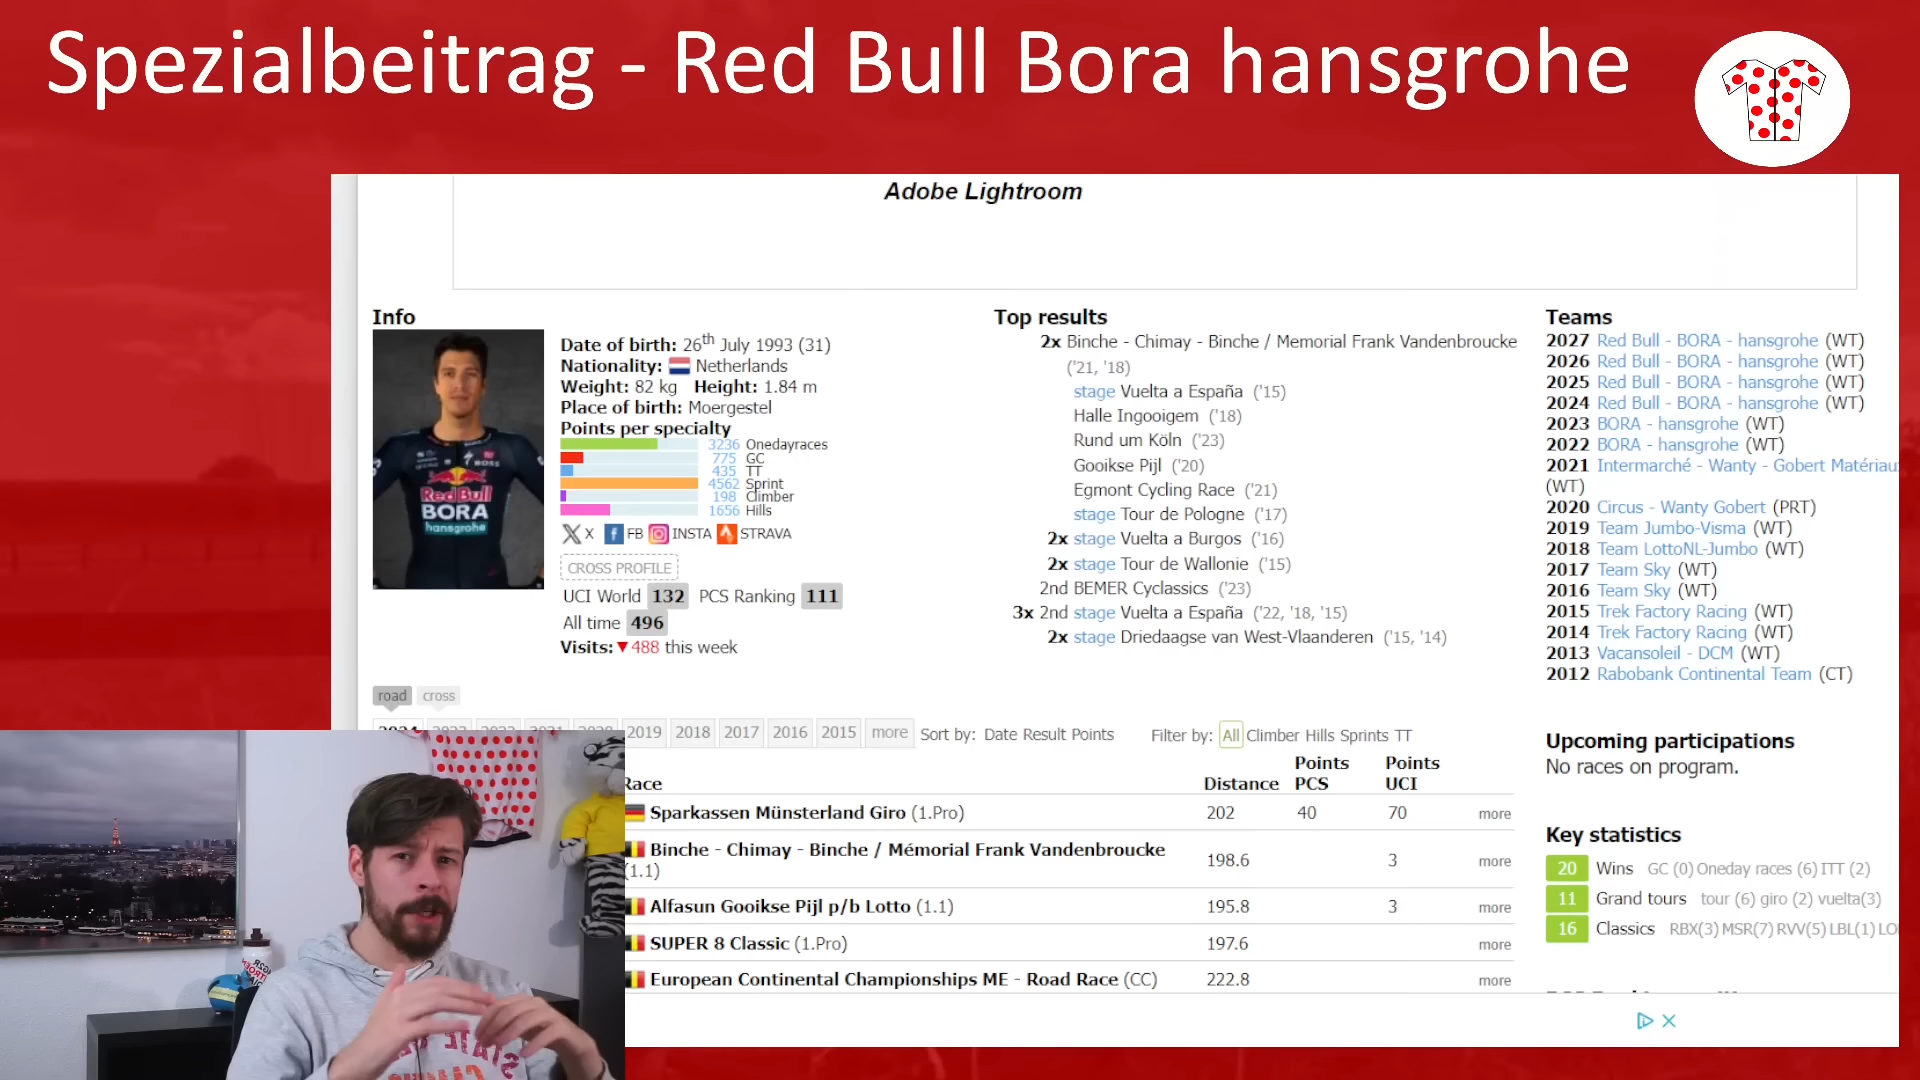 Spezialbeitrag - Red Bull Bora hansgrohe
Adobe Lightroom
Info
Date of birth: 26th July 1993 (31)
Nationality: Netherlands
Weight: 82 kg Height: 1.84 m
Place of birth: Moergestel
Points per specialty
3236 Onedayraces
775 GC
435 TT
4562 Sprint
198 Climber
1656 Hills
X FB INSTA STRAVA
CROSS PROFILE
UCI World 132 PCS Ranking 111
All time 496
Visits: ▼488 this week
BOSS
Red Bull
BORA
hansgrohe
Top results
2x Binche - Chimay - Binche / Memorial Frank Vandenbroucke
('21, '18)
stage Vuelta a España ('15)
Halle Ingooigem ('18)
Rund um Köln ('23)
Gooikse Pijl ('20)
Egmont Cycling Race ('21)
stage Tour de Pologne ('17)
2x stage Vuelta a Burgos ('16)
2x stage Tour de Wallonie ('15)
2nd BEMER Cyclassics ('23)
3x 2nd stage Vuelta a España ('22, '18, '15)
2x stage Driedaagse van West-Vlaanderen ('15, '14)
Teams
2027 Red Bull - BORA - hansgrohe (WT)
2026 Red Bull - BORA - hansgrohe (WT)
2025 Red Bull - BORA - hansgrohe (WT)
2024 Red Bull - BORA - hansgrohe (WT)
2023 BORA - hansgrohe (WT)
2022 BORA - hansgrohe (WT)
2021 Intermarché - Wanty - Gobert Matériau
(WT)
2020 Circus - Wanty Gobert (PRT)
2019 Team Jumbo-Visma (WT)
2018 Team LottoNL-Jumbo (WT)
2017 Team Sky (WT)
2016 Team Sky (WT)
2015 Trek Factory Racing (WT)
2014 Trek Factory Racing (WT)
2013 Vacansoleil - DCM (WT)
2012 Rabobank Continental Team (CT)
road cross
2019 2018 2017 2016 2015 more Sort by: Date Result Points Filter by: All Climber Hills Sprints TT
Race Distance Points PCS Points UCI
Sparkassen Münsterland Giro (1.Pro) 202 40 70 more
Binche - Chimay - Binche / Mémorial Frank Vandenbroucke
(1.1) 198.6 3 more
Alfasun Gooikse Pijl p/b Lotto (1.1) 195.8 3 more
SUPER 8 Classic (1.Pro) 197.6 more
European Continental Championships ME - Road Race (CC) 222.8 more
Upcoming participations
No races on program.
Key statistics
20 Wins GC (0) Oneday races (6) ITT (2)
11 Grand tours tour (6) giro (2) vuelta(3)
16 Classics RBX(3) MSR(7) RVV(5) LBL(1) LO